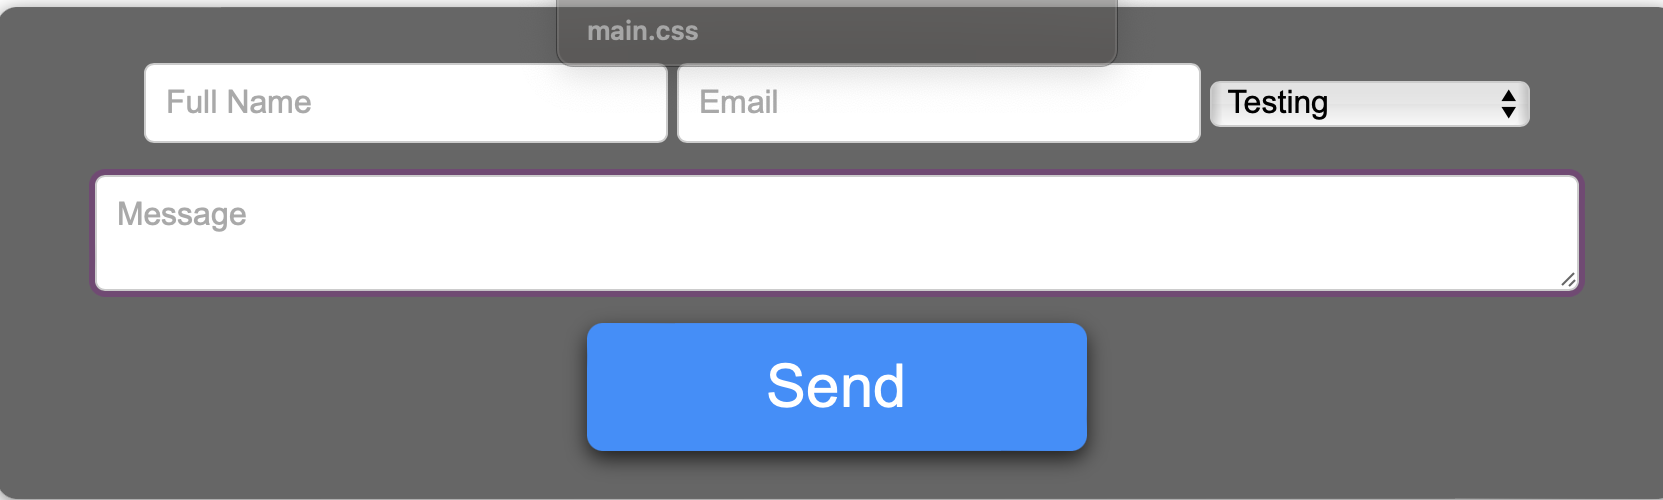 main.css
Full Name
Email
Testing
Message
Send